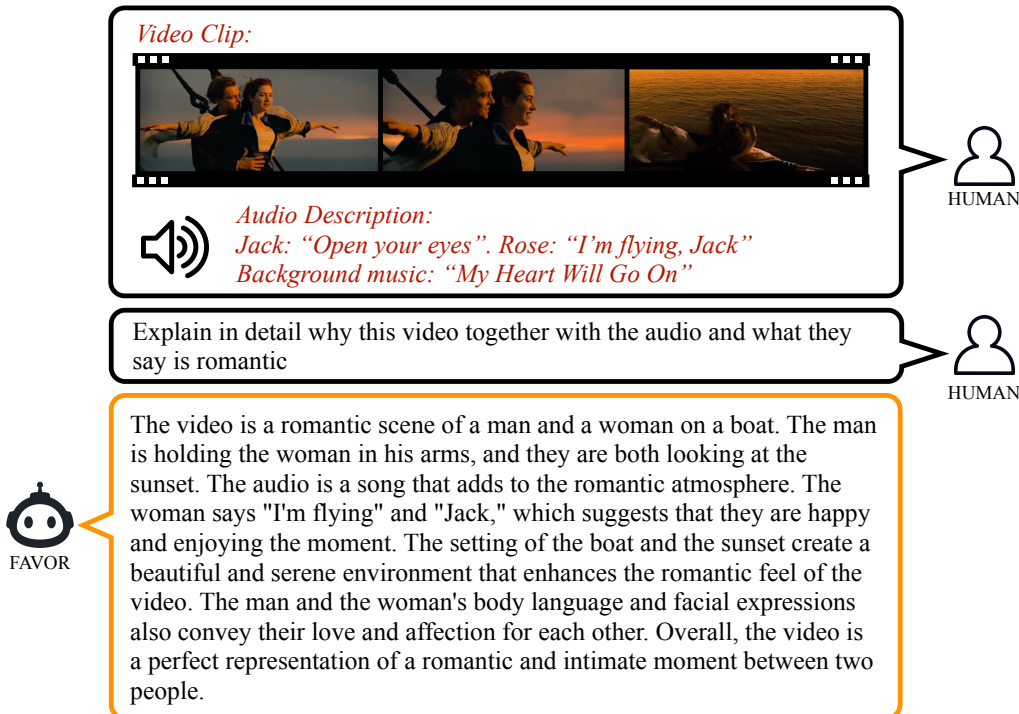 Video Clip:
Audio Description:
Jack: “Open your eyes”. Rose: “I’m flying, Jack”
Background music: “My Heart Will Go On”
HUMAN
Explain in detail why this video together with the audio and what they
say is romantic
HUMAN
The video is a romantic scene of a man and a woman on a boat. The man
is holding the woman in his arms, and they are both looking at the
sunset. The audio is a song that adds to the romantic atmosphere. The
woman says "I'm flying" and "Jack," which suggests that they are happy
and enjoying the moment. The setting of the boat and the sunset create a
beautiful and serene environment that enhances the romantic feel of the
video. The man and the woman's body language and facial expressions
also convey their love and affection for each other. Overall, the video is
a perfect representation of a romantic and intimate moment between two
people.
FAVOR